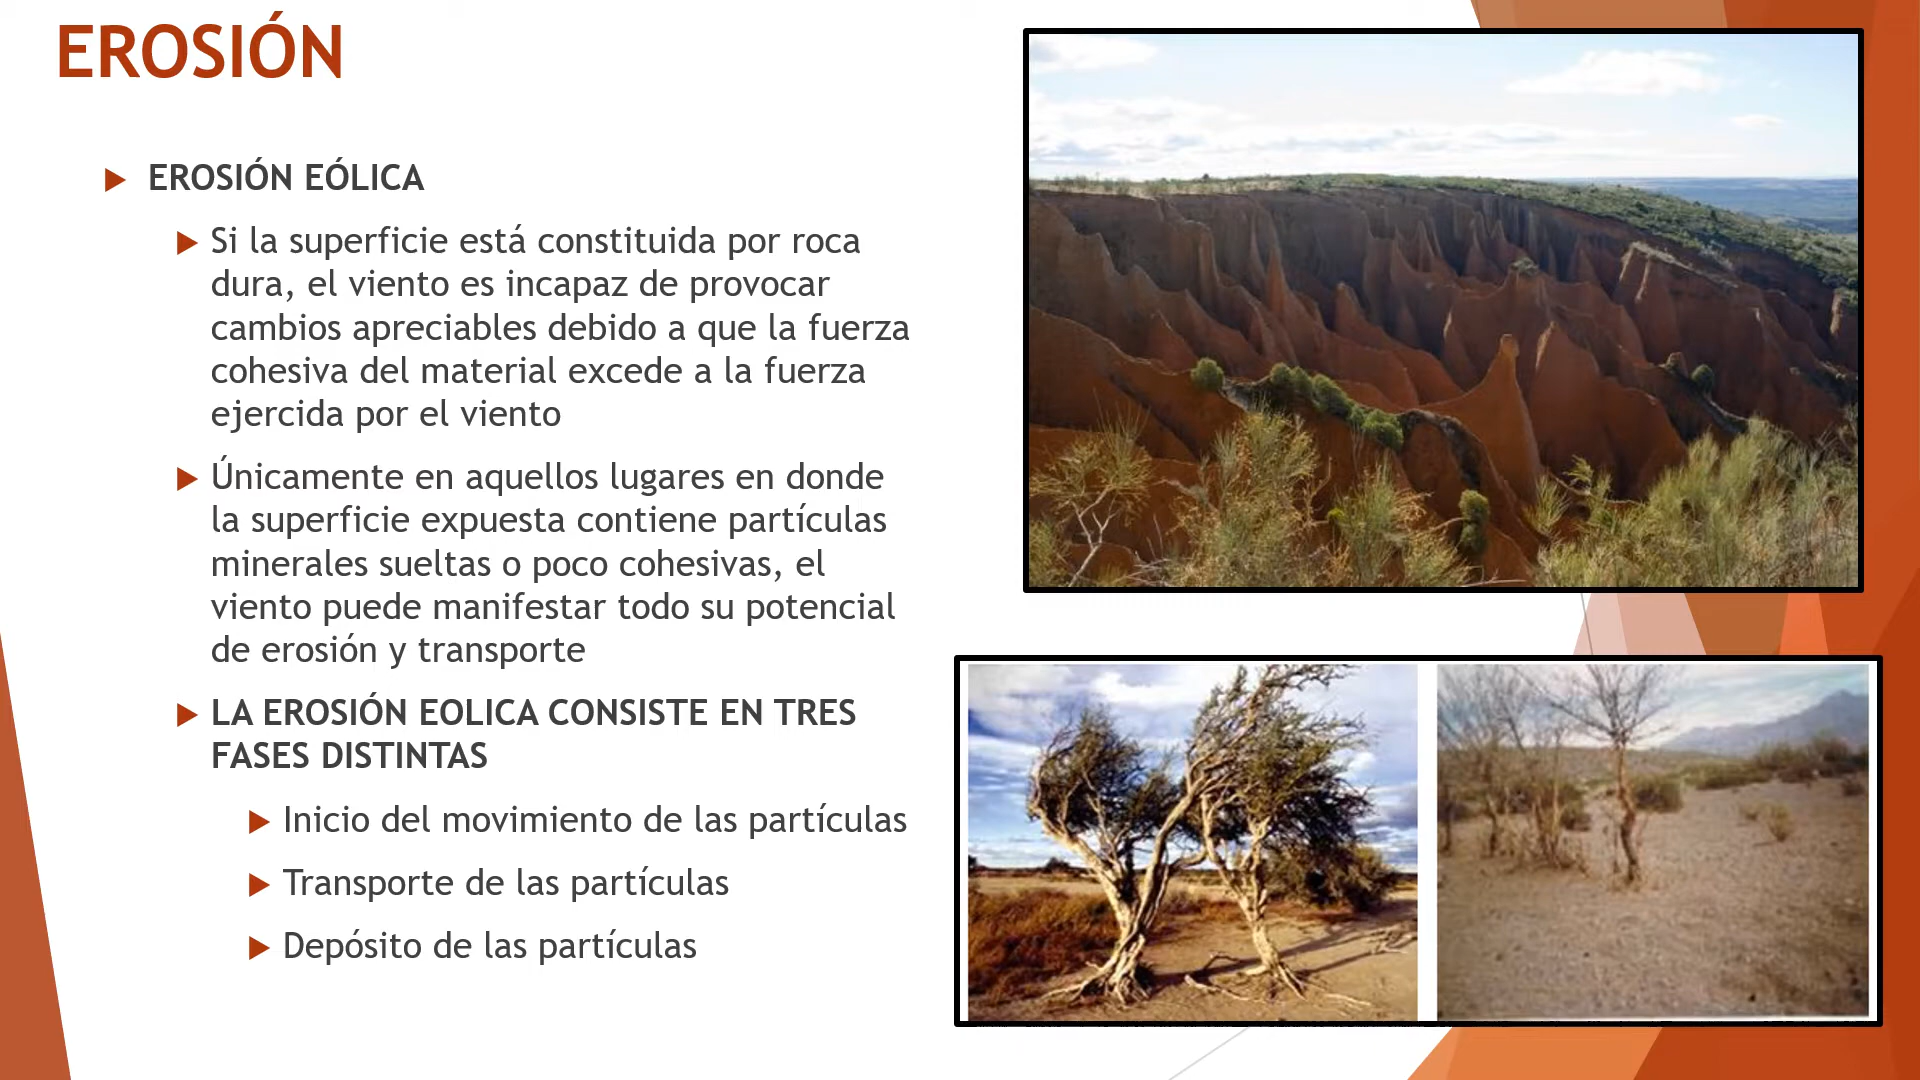 EROSIÓN
EROSIÓN EÓLICA
Si la superficie está constituida por roca
dura, el viento es incapaz de provocar
cambios apreciables debido a que la fuerza
cohesiva del material excede a la fuerza
ejercida por el viento
Únicamente en aquellos lugares en donde
la superficie expuesta contiene partículas
minerales sueltas o poco cohesivas, el
viento puede manifestar todo su potencial
de erosión y transporte
LA EROSIÓN EOLICA CONSISTE EN TRES
FASES DISTINTAS
Inicio del movimiento de las partículas
Transporte de las partículas
Depósito de las partículas